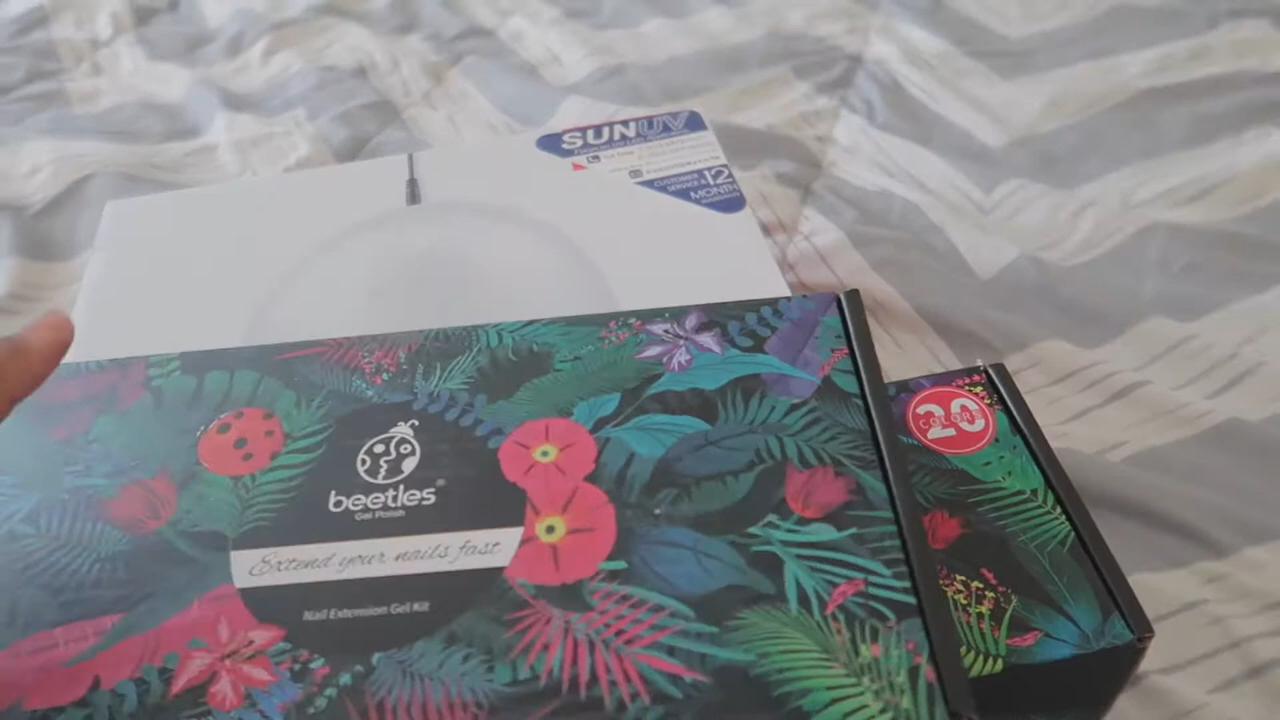 SUNUV
CUSTOMER
SERVICE & 12
MONTH
20
COLORS
beetles®
Gel Polish
Extend your nails fast
Nail Extension Gel Kit